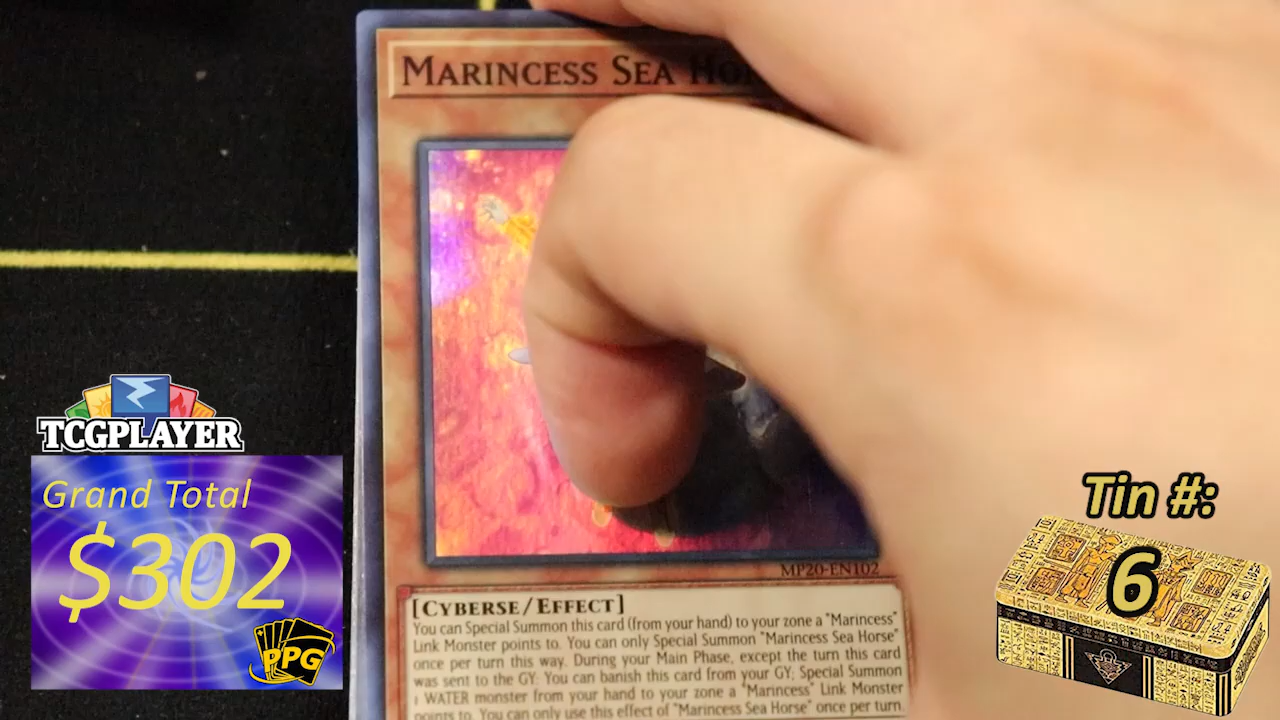 MARINCESS SEA
MP20-EN102
[CYBERSE/EFFECT]
You can Special Summon this card (from your hand) to your zone a "Marincess"
Link Monster points to. You can only Special Summon "Marincess Sea Horse"
once per turn this way. During your Main Phase, except the turn this card
was sent to the GY: You can banish this card from your GY; Special Summon
1 WATER monster from your hand to your zone a "Marincess" Link Monster
points to. You can only use this effect of "Marincess Sea Horse" once per turn.
TCGPLAYER
Grand Total
$302
PPG
Tin #:
6